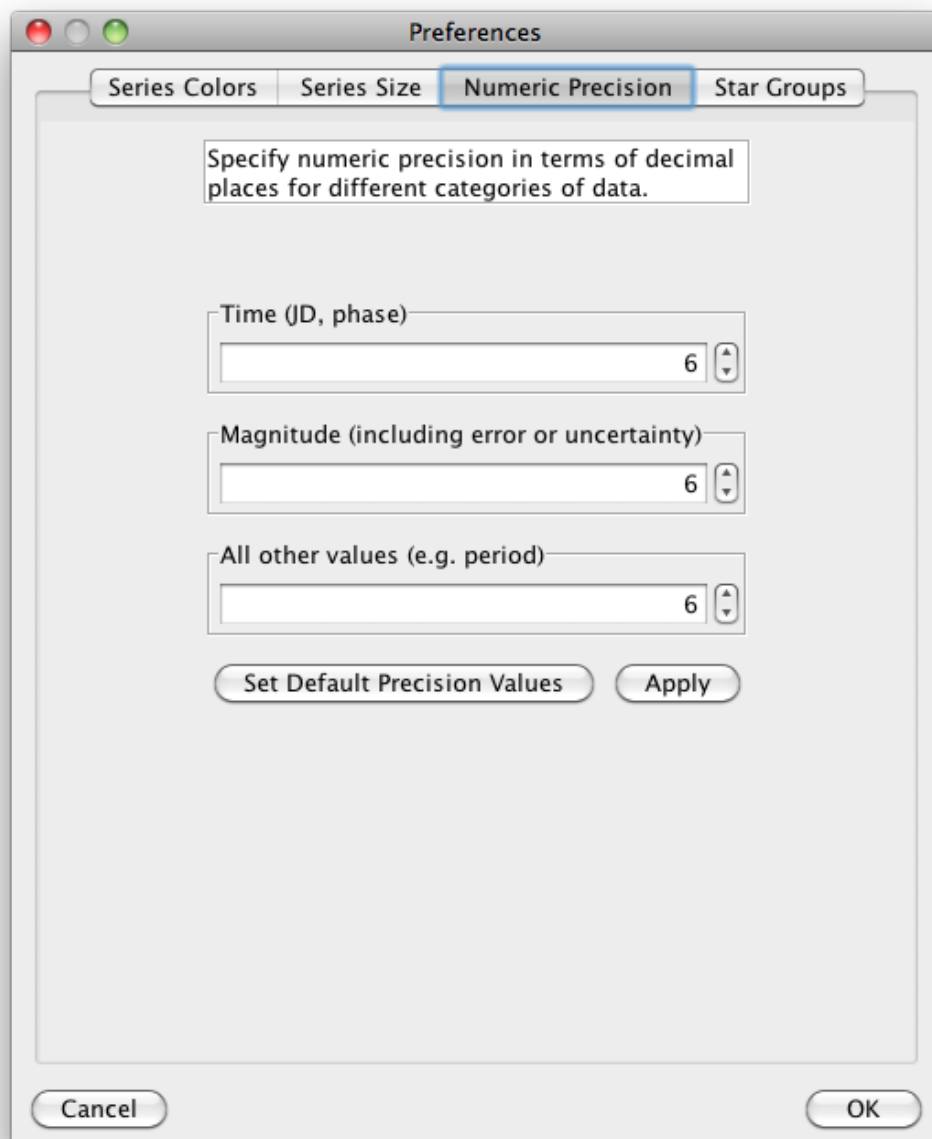 Preferences
Series Colors Series Size Numeric Precision Star Groups
Specify numeric precision in terms of decimal
places for different categories of data.
Time (JD, phase)
6
Magnitude (including error or uncertainty)
6
All other values (e.g. period)
6
Set Default Precision Values Apply
Cancel OK